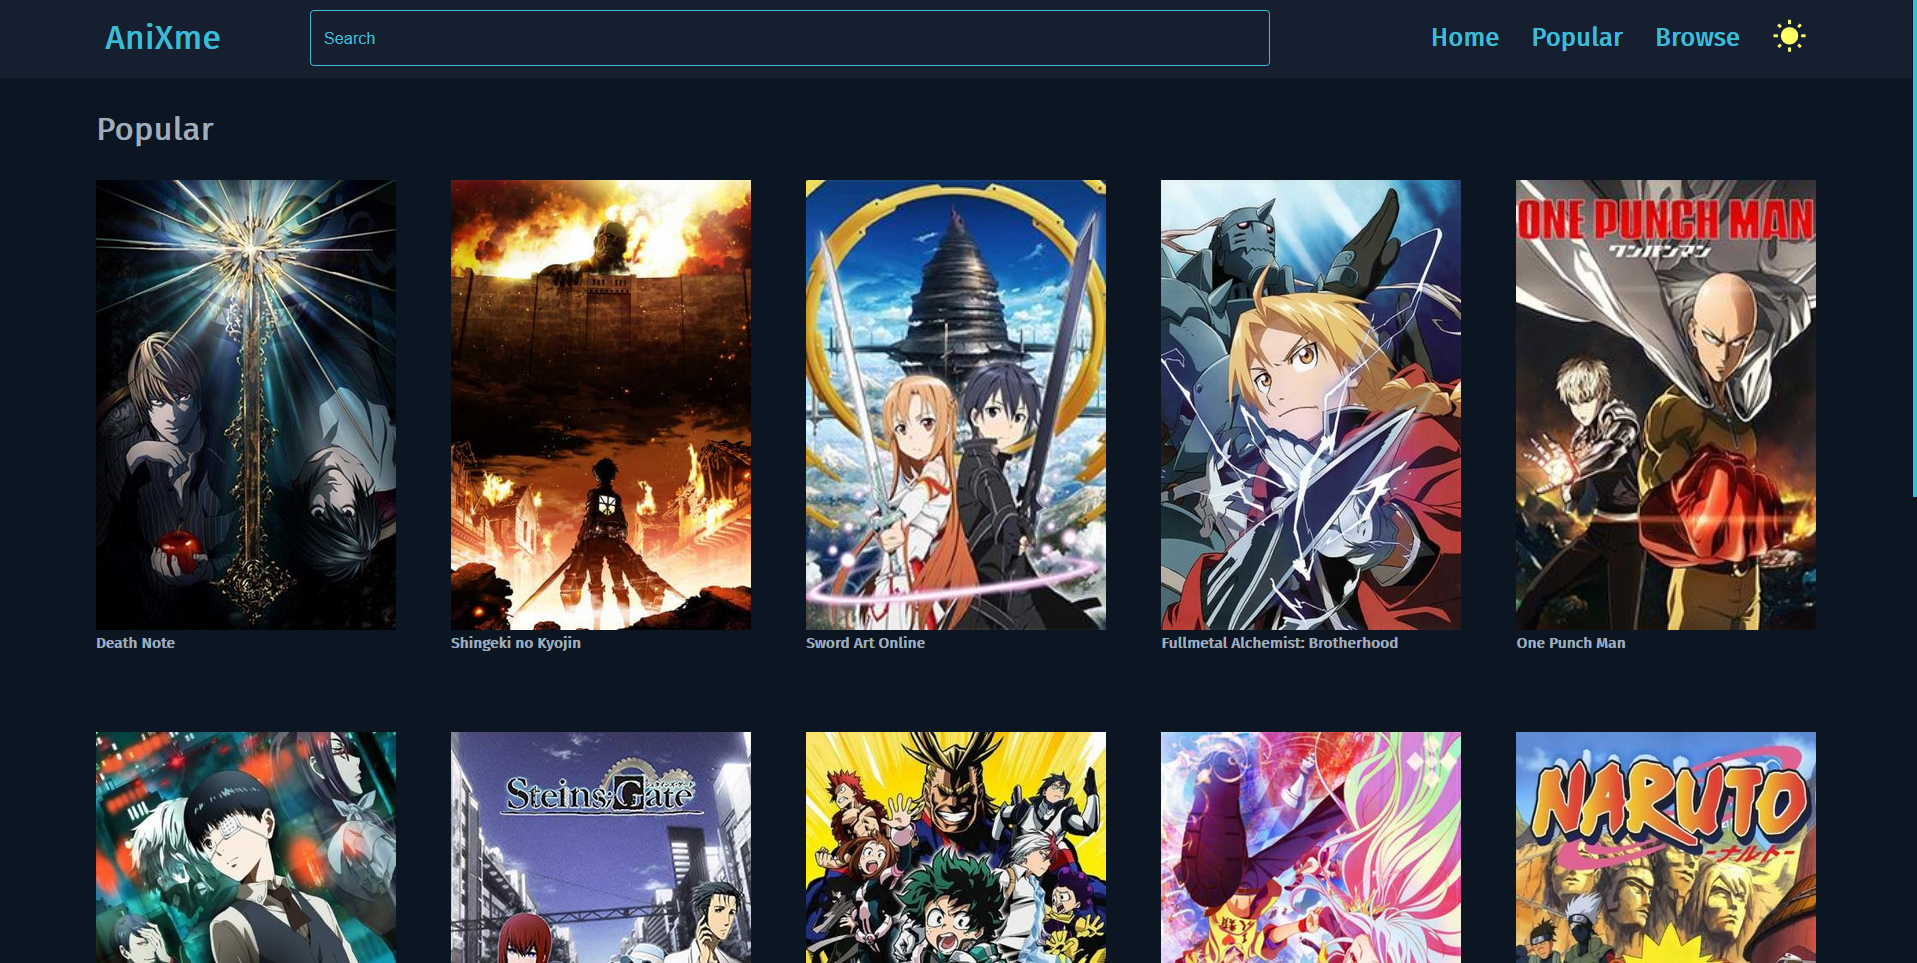 AniXme
Search
Home
Popular
Browse
Popular
ONE PUNCH MAN
ワンパンマン
Death Note
Shingeki no Kyojin
Sword Art Online
Fullmetal Alchemist: Brotherhood
One Punch Man
Steins;Gate
NARUTO
-ナルト-